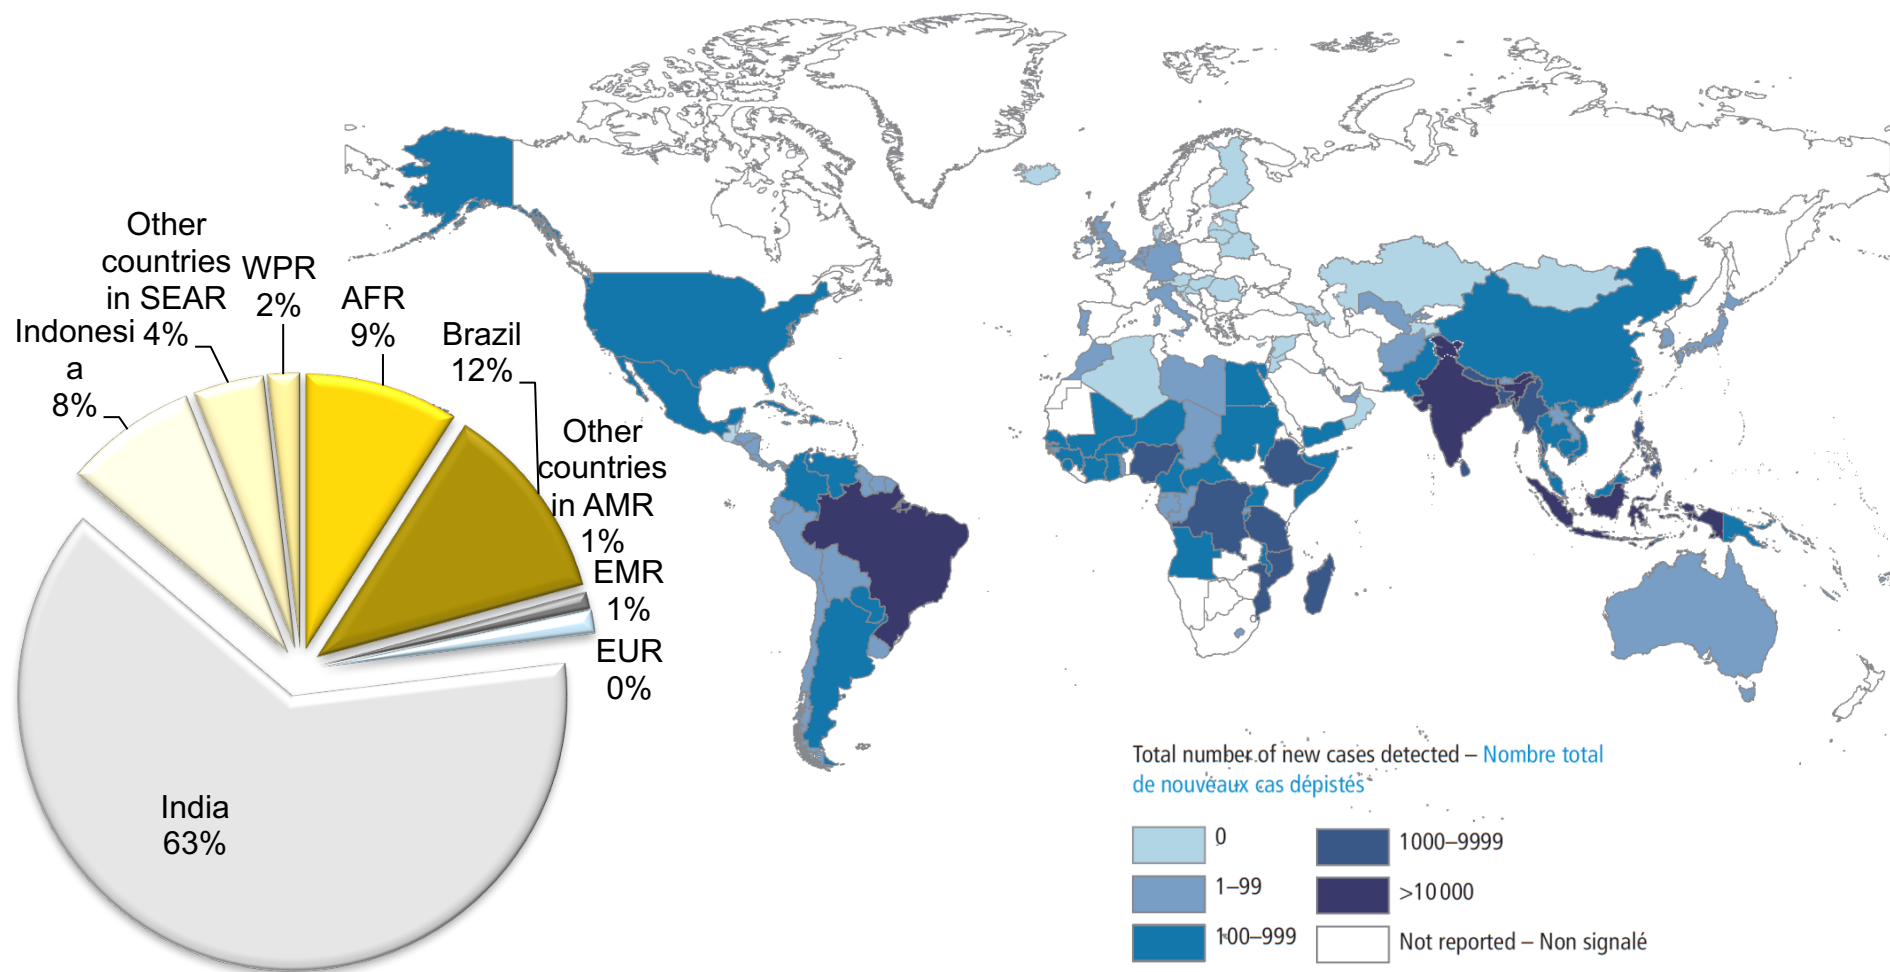 Other
countries
in SEAR
4%
WPR
2%
AFR
9%
Indonesi
a
8%
Brazil
12%
Other
countries
in AMR
1%
EMR
1%
EUR
0%
India
63%
Total number of new cases detected – Nombre total
de nouveaux cas dépistés
0
1–99
100–999
1000–9999
>10 000
Not reported – Non signalé